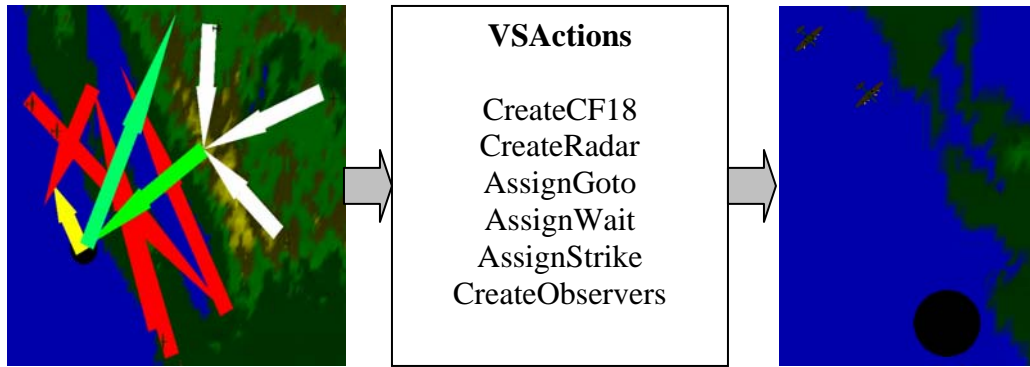 VSActions
CreateCF18
CreateRadar
AssignGoto
AssignWait
AssignStrike
CreateObservers